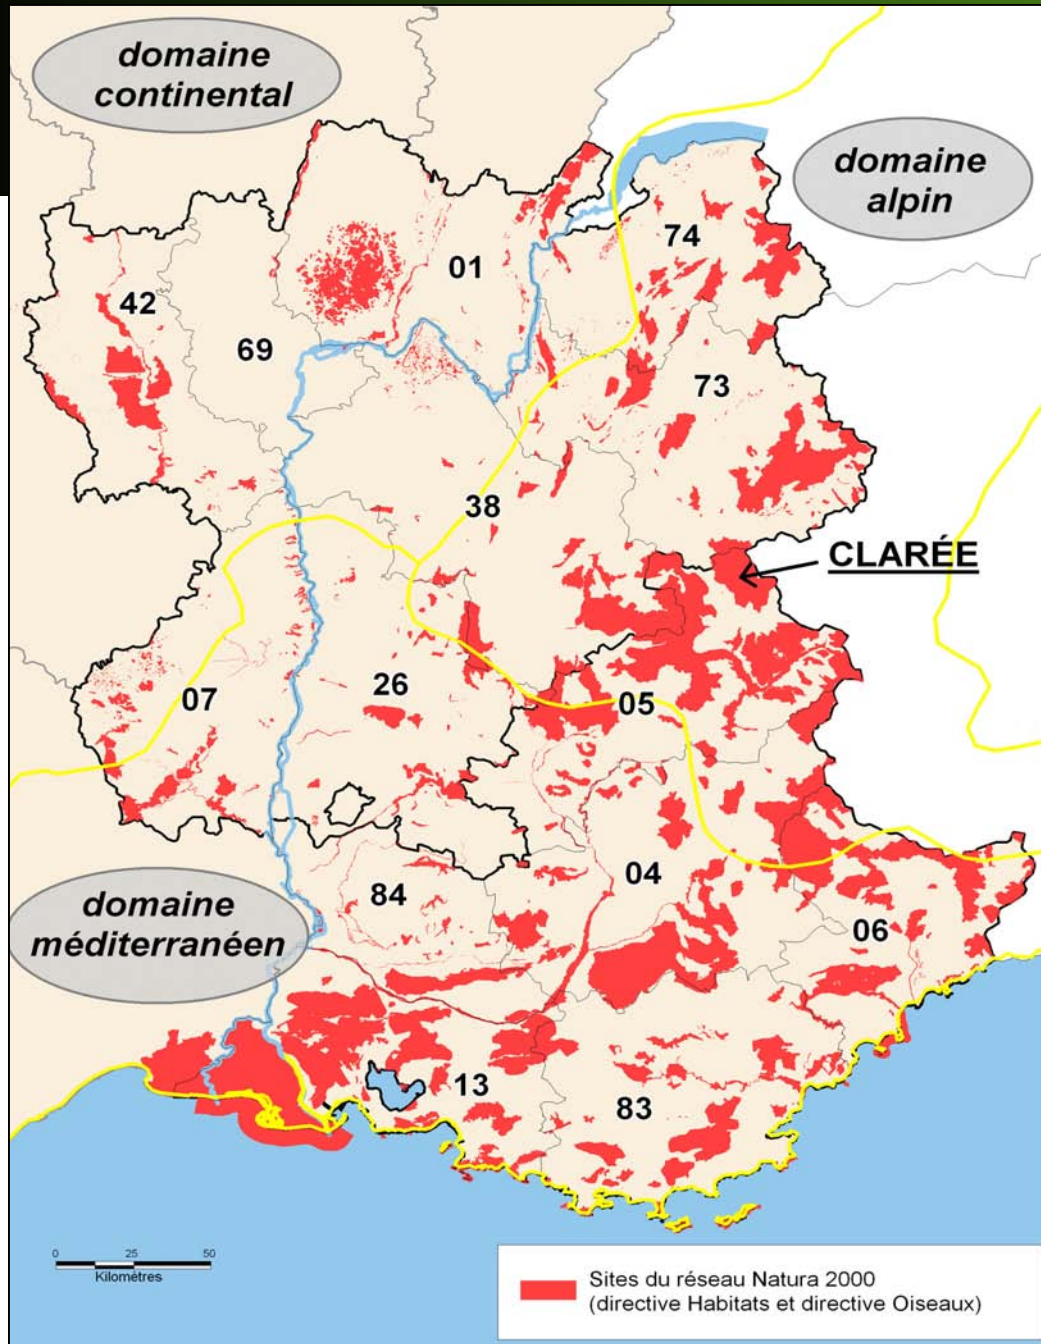 domaine
continental
domaine
alpin
74
01
42
69
73
38
CLARÉE
07
26
05
04
84
domaine
méditerranéen
06
13
83
0 25 50
Kilomètres
Sites du réseau Natura 2000
(directive Habitats et directive Oiseaux)